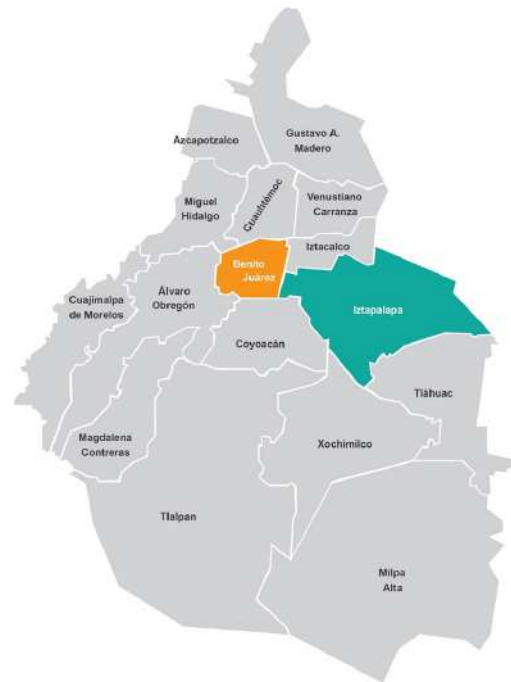 Gustavo A.
Madero
Azcapotzalco
Miguel
Hidalgo
Cuauhtémoc
Venustiano
Carranza
Iztacalco
Benito
Juárez
Cuajimalpa
de Morelos
Álvaro
Obregón
Iztapalapa
Coyoacán
Tláhuac
Magdalena
Contreras
Xochimilco
Tlalpan
Milpa
Alta